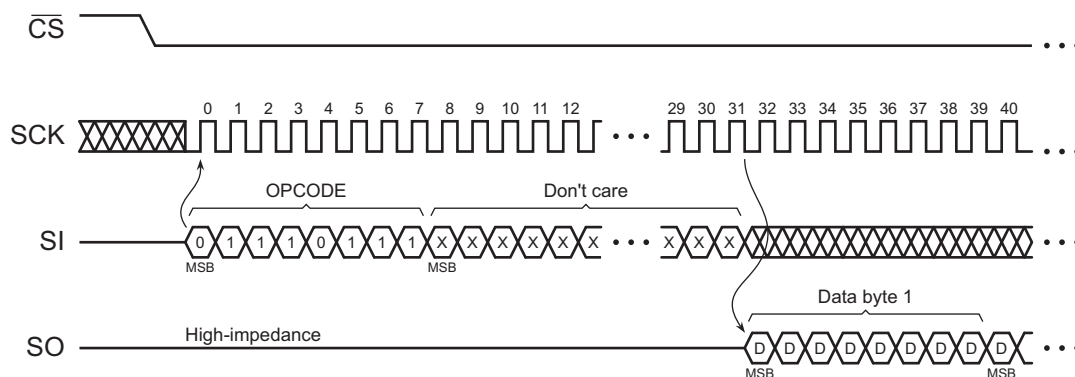 CS
SCK 0 1 2 3 4 5 6 7 8 9 10 11 12 ••• 29 30 31 32 33 34 35 36 37 38 39 40 •••
OPCODE Don't care
SI 0 1 1 1 0 1 1 1 X X X X X X ••• X X X •••
MSB MSB
Data byte 1
SO High-impedance D D D D D D D D D •••
MSB MSB